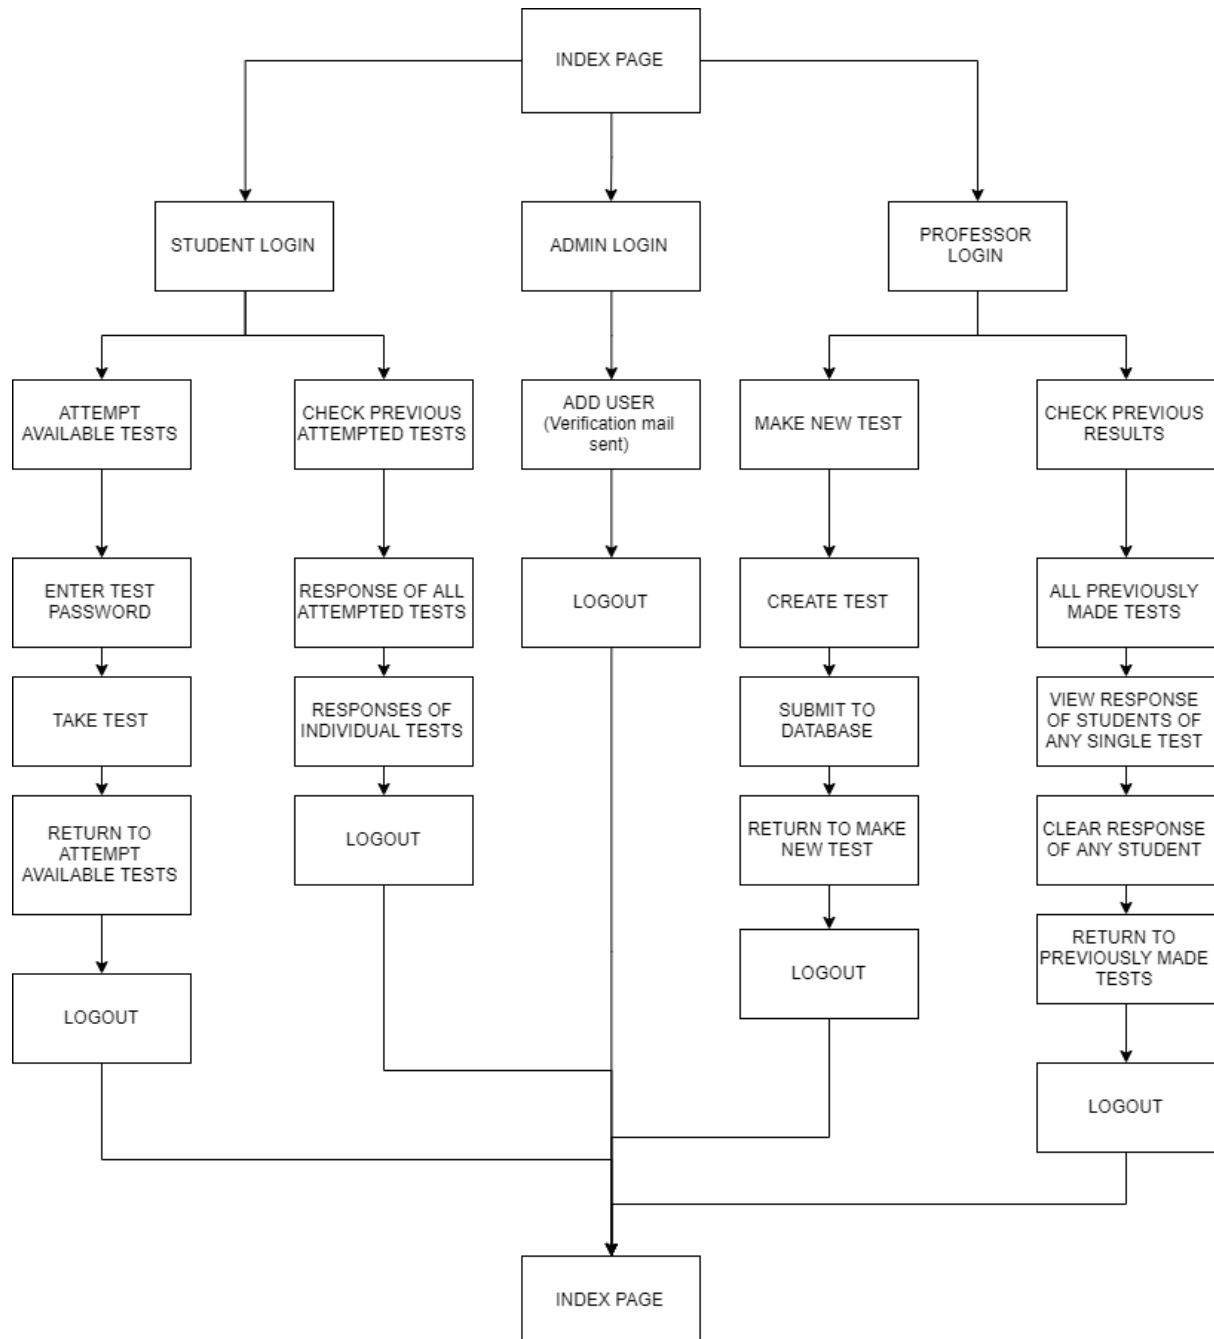 INDEX PAGE
STUDENT LOGIN
ADMIN LOGIN
PROFESSOR
LOGIN
ATTEMPT
AVAILABLE TESTS
CHECK PREVIOUS
ATTEMPTED TESTS
ADD USER
(Verification mail
sent)
MAKE NEW TEST
CHECK PREVIOUS
RESULTS
ENTER TEST
PASSWORD
RESPONSE OF ALL
ATTEMPTED TESTS
LOGOUT
CREATE TEST
ALL PREVIOUSLY
MADE TESTS
TAKE TEST
RESPONSES OF
INDIVIDUAL TESTS
SUBMIT TO
DATABASE
VIEW RESPONSE
OF STUDENTS OF
ANY SINGLE TEST
RETURN TO
ATTEMPT
AVAILABLE TESTS
LOGOUT
RETURN TO MAKE
NEW TEST
CLEAR RESPONSE
OF ANY STUDENT
LOGOUT
LOGOUT
RETURN TO
PREVIOUSLY MADE
TESTS
LOGOUT
INDEX PAGE